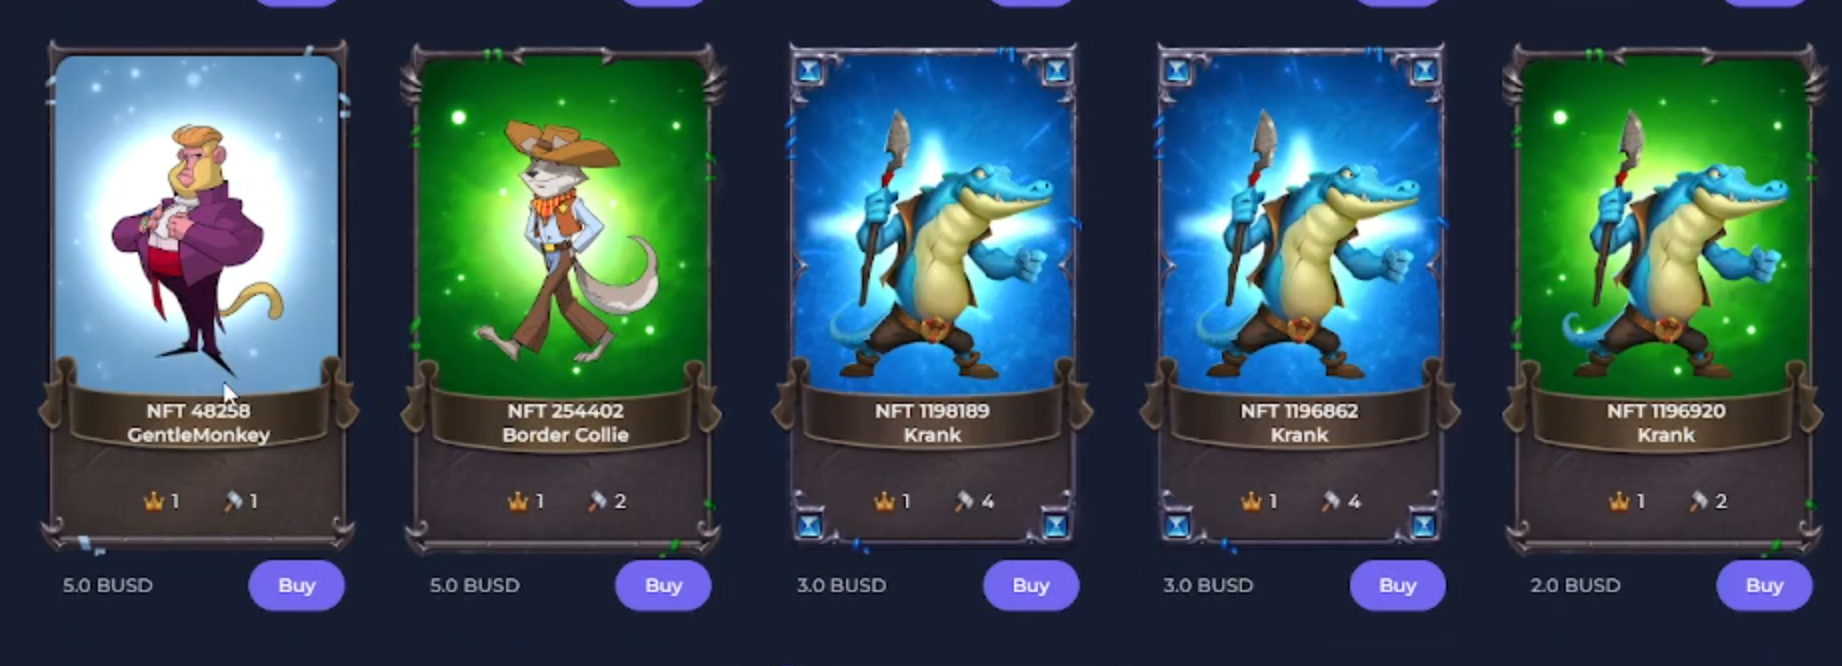 NFT 48258
GentleMonkey
1 1
5.0 BUSD
Buy
NFT 254402
Border Collie
1 2
5.0 BUSD
Buy
NFT 1198189
Krank
1 4
3.0 BUSD
Buy
NFT 1196862
Krank
1 4
3.0 BUSD
Buy
NFT 1196920
Krank
1 2
2.0 BUSD
Buy